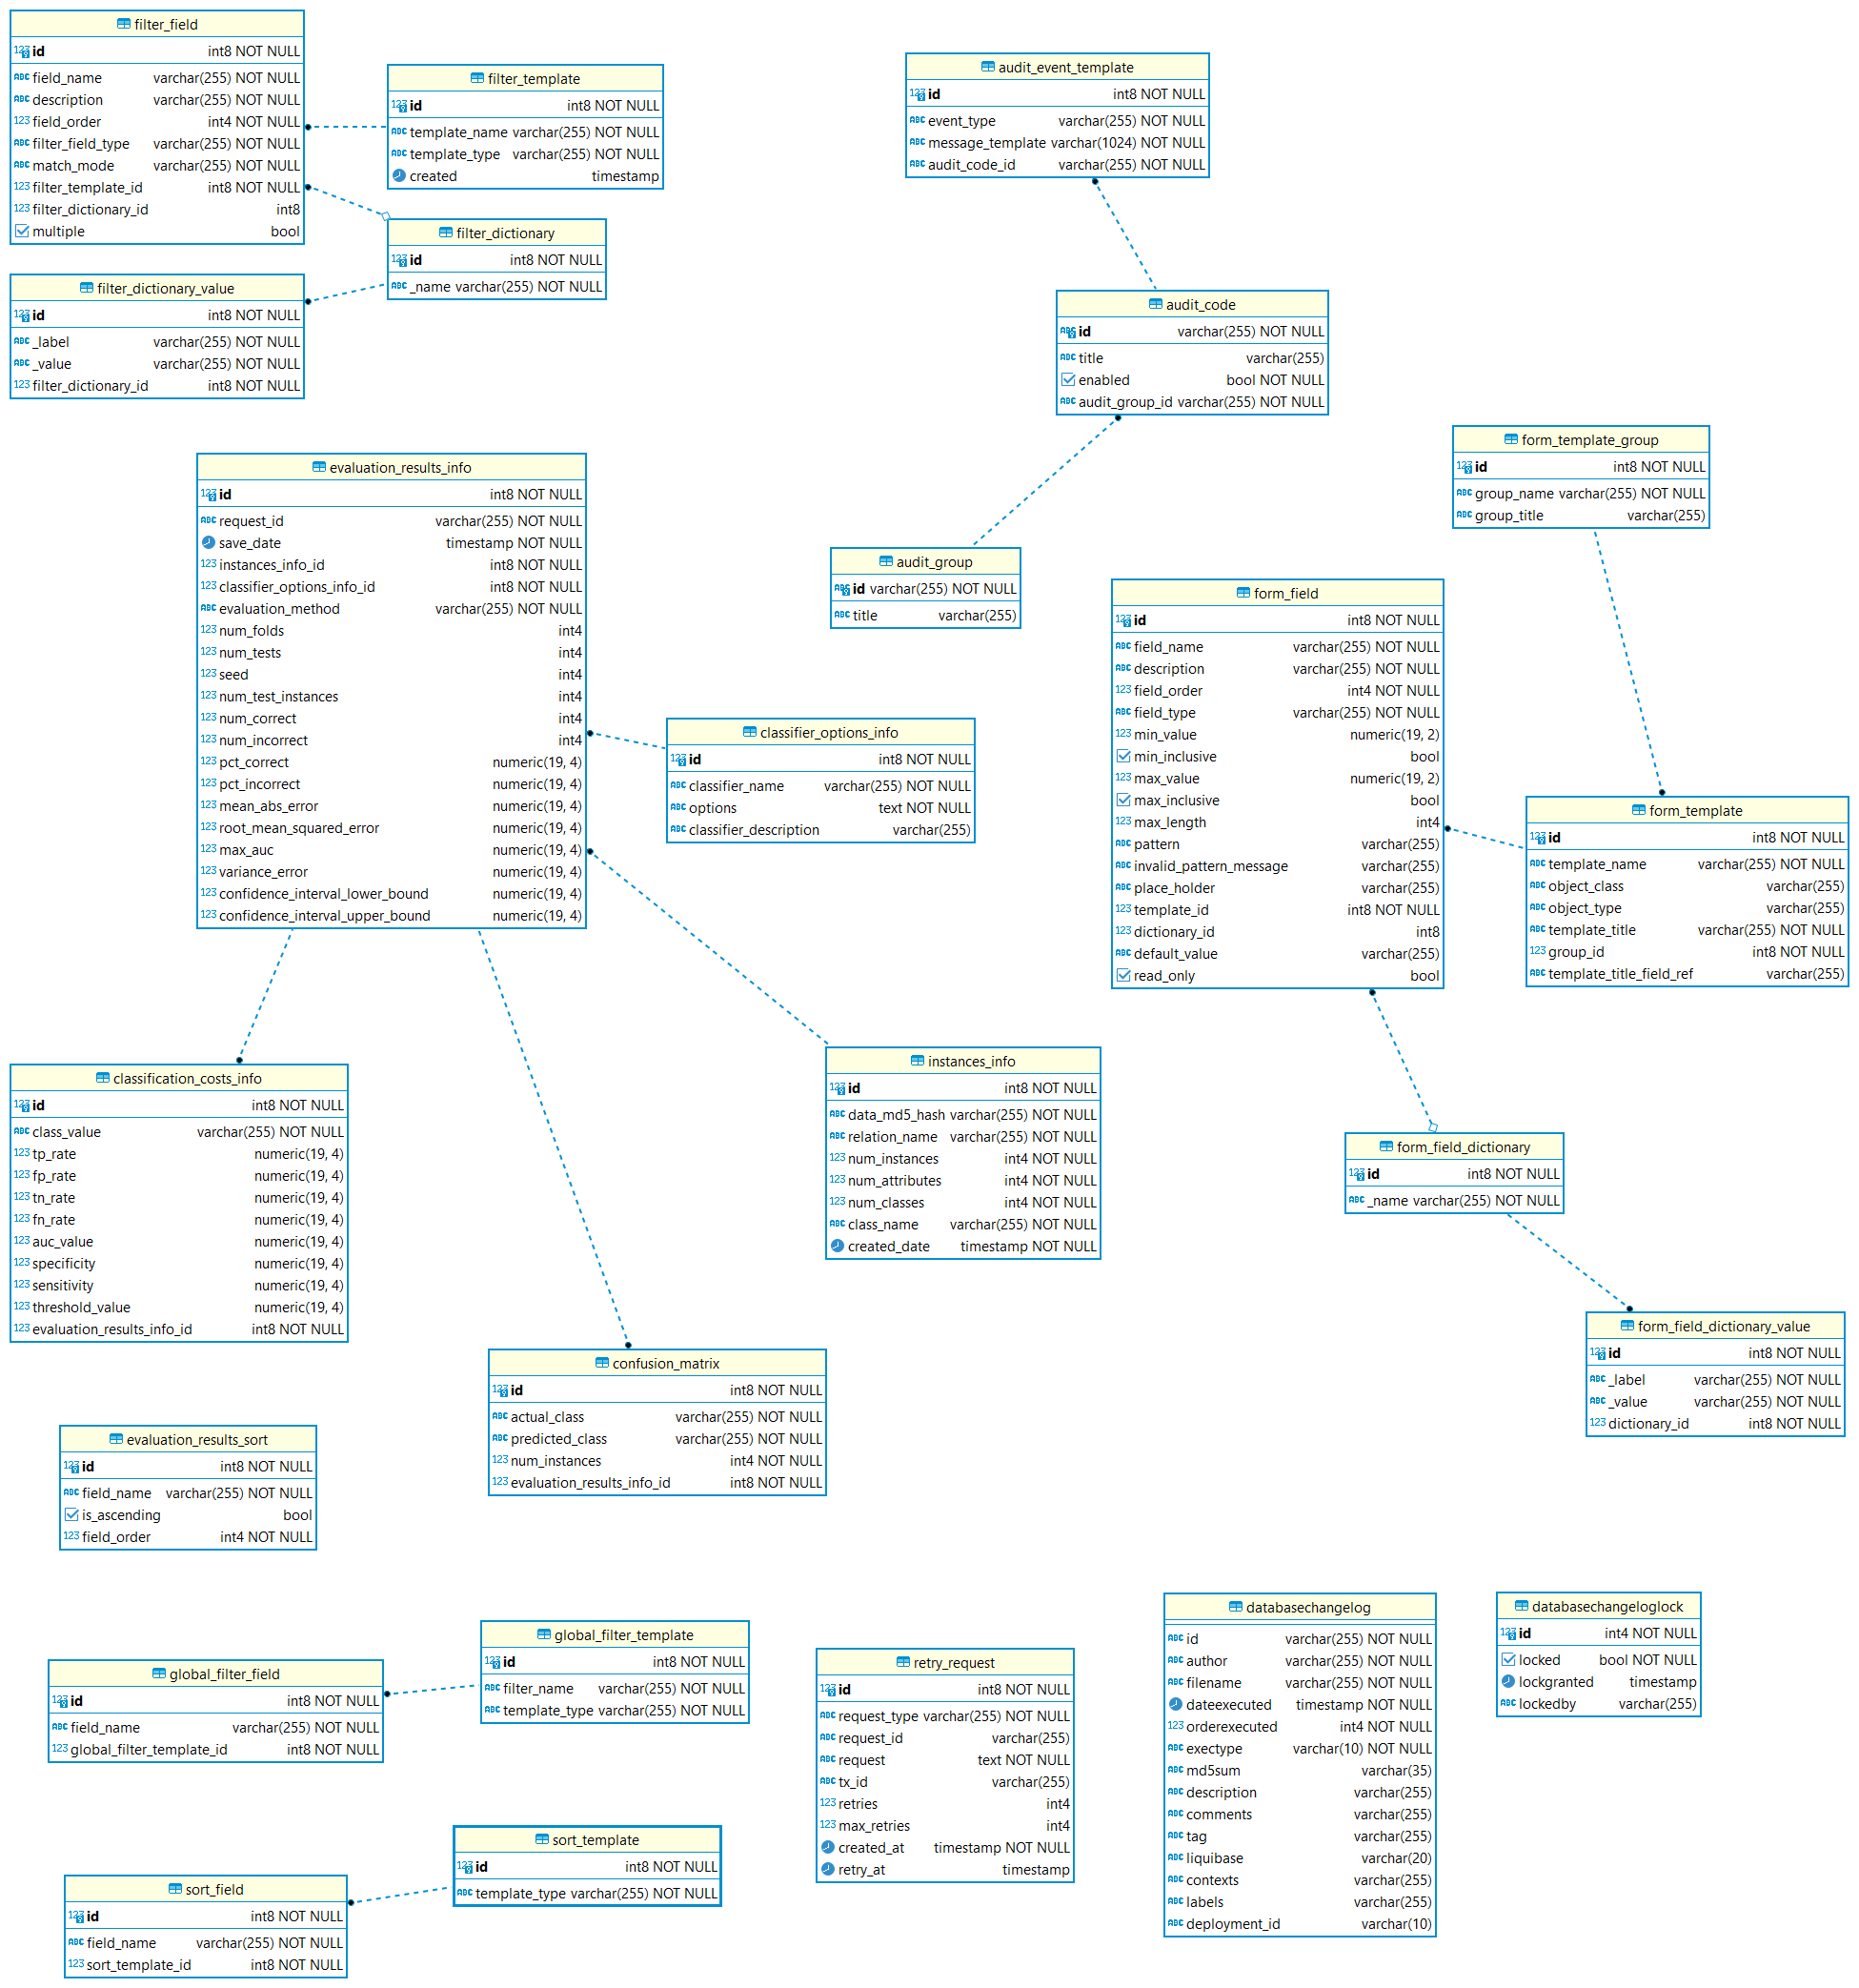 filter_field
id int8 NOT NULL
field_name varchar(255) NOT NULL
description varchar(255) NOT NULL
field_order int4 NOT NULL
filter_field_type varchar(255) NOT NULL
match_mode varchar(255) NOT NULL
filter_template_id int8 NOT NULL
filter_dictionary_id int8
multiple bool
filter_template
id int8 NOT NULL
template_name varchar(255) NOT NULL
template_type varchar(255) NOT NULL
created timestamp
filter_dictionary
id int8 NOT NULL
_name varchar(255) NOT NULL
filter_dictionary_value
id int8 NOT NULL
_label varchar(255) NOT NULL
_value varchar(255) NOT NULL
filter_dictionary_id int8 NOT NULL
audit_event_template
id int8 NOT NULL
event_type varchar(255) NOT NULL
message_template varchar(1024) NOT NULL
audit_code_id varchar(255) NOT NULL
audit_code
id varchar(255) NOT NULL
title varchar(255)
enabled bool NOT NULL
audit_group_id varchar(255) NOT NULL
audit_group
id varchar(255) NOT NULL
title varchar(255)
form_template_group
id int8 NOT NULL
group_name varchar(255) NOT NULL
group_title varchar(255)
evaluation_results_info
id int8 NOT NULL
request_id varchar(255) NOT NULL
save_date timestamp NOT NULL
instances_info_id int8 NOT NULL
classifier_options_info_id int8 NOT NULL
evaluation_method varchar(255) NOT NULL
num_folds int4
num_tests int4
seed int4
num_test_instances int4
num_correct int4
num_incorrect int4
pct_correct numeric(19, 4)
pct_incorrect numeric(19, 4)
mean_abs_error numeric(19, 4)
root_mean_squared_error numeric(19, 4)
max_auc numeric(19, 4)
variance_error numeric(19, 4)
confidence_interval_lower_bound numeric(19, 4)
confidence_interval_upper_bound numeric(19, 4)
classifier_options_info
id int8 NOT NULL
classifier_name varchar(255) NOT NULL
options text NOT NULL
classifier_description varchar(255)
form_field
id int8 NOT NULL
field_name varchar(255) NOT NULL
description varchar(255) NOT NULL
field_order int4 NOT NULL
field_type varchar(255) NOT NULL
min_value numeric(19, 2)
min_inclusive bool
max_value numeric(19, 2)
max_inclusive bool
max_length int4
pattern varchar(255)
invalid_pattern_message varchar(255)
place_holder varchar(255)
template_id int8 NOT NULL
dictionary_id int8
default_value varchar(255)
read_only bool
form_template
id int8 NOT NULL
template_name varchar(255) NOT NULL
object_class varchar(255)
object_type varchar(255)
template_title varchar(255) NOT NULL
group_id int8 NOT NULL
template_title_field_ref varchar(255)
classification_costs_info
id int8 NOT NULL
class_value varchar(255) NOT NULL
tp_rate numeric(19, 4)
fp_rate numeric(19, 4)
tn_rate numeric(19, 4)
fn_rate numeric(19, 4)
auc_value numeric(19, 4)
specificity numeric(19, 4)
sensitivity numeric(19, 4)
threshold_value numeric(19, 4)
evaluation_results_info_id int8 NOT NULL
instances_info
id int8 NOT NULL
data_md5_hash varchar(255) NOT NULL
relation_name varchar(255) NOT NULL
num_instances int4 NOT NULL
num_attributes int4 NOT NULL
num_classes int4 NOT NULL
class_name varchar(255) NOT NULL
created_date timestamp NOT NULL
form_field_dictionary
id int8 NOT NULL
_name varchar(255) NOT NULL
form_field_dictionary_value
id int8 NOT NULL
_label varchar(255) NOT NULL
_value varchar(255) NOT NULL
dictionary_id int8 NOT NULL
confusion_matrix
id int8 NOT NULL
actual_class varchar(255) NOT NULL
predicted_class varchar(255) NOT NULL
num_instances int4 NOT NULL
evaluation_results_info_id int8 NOT NULL
evaluation_results_sort
id int8 NOT NULL
field_name varchar(255) NOT NULL
is_ascending bool
field_order int4 NOT NULL
global_filter_field
id int8 NOT NULL
field_name varchar(255) NOT NULL
global_filter_template_id int8 NOT NULL
global_filter_template
id int8 NOT NULL
filter_name varchar(255) NOT NULL
template_type varchar(255) NOT NULL
retry_request
id int8 NOT NULL
request_type varchar(255) NOT NULL
request_id varchar(255)
request text NOT NULL
tx_id varchar(255)
retries int4
max_retries int4
created_at timestamp NOT NULL
retry_at timestamp
databasechangelog
id varchar(255) NOT NULL
author varchar(255) NOT NULL
filename varchar(255) NOT NULL
dateexecuted timestamp NOT NULL
orderexecuted int4 NOT NULL
exectype varchar(10) NOT NULL
md5sum varchar(35)
description varchar(255)
comments varchar(255)
tag varchar(255)
liquibase varchar(20)
contexts varchar(255)
labels varchar(255)
deployment_id varchar(10)
databasechangeloglock
id int4 NOT NULL
locked bool NOT NULL
lockgranted timestamp
lockedby varchar(255)
sort_template
id int8 NOT NULL
template_type varchar(255) NOT NULL
sort_field
id int8 NOT NULL
field_name varchar(255) NOT NULL
sort_template_id int8 NOT NULL